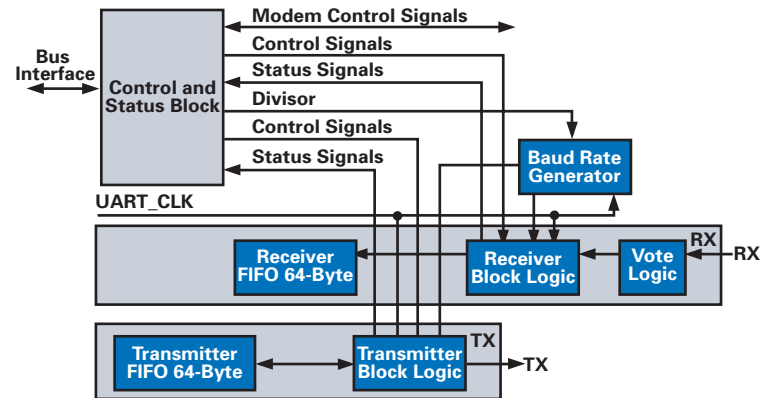 Modem Control Signals
Bus
Interface
Control and
Status Block
Control Signals
Status Signals
Divisor
Control Signals
Status Signals
Baud Rate
Generator
UART_CLK
RX
Receiver
FIFO 64-Byte
Receiver
Block Logic
Vote
Logic
RX
TX
Transmitter
FIFO 64-Byte
Transmitter
Block Logic
TX